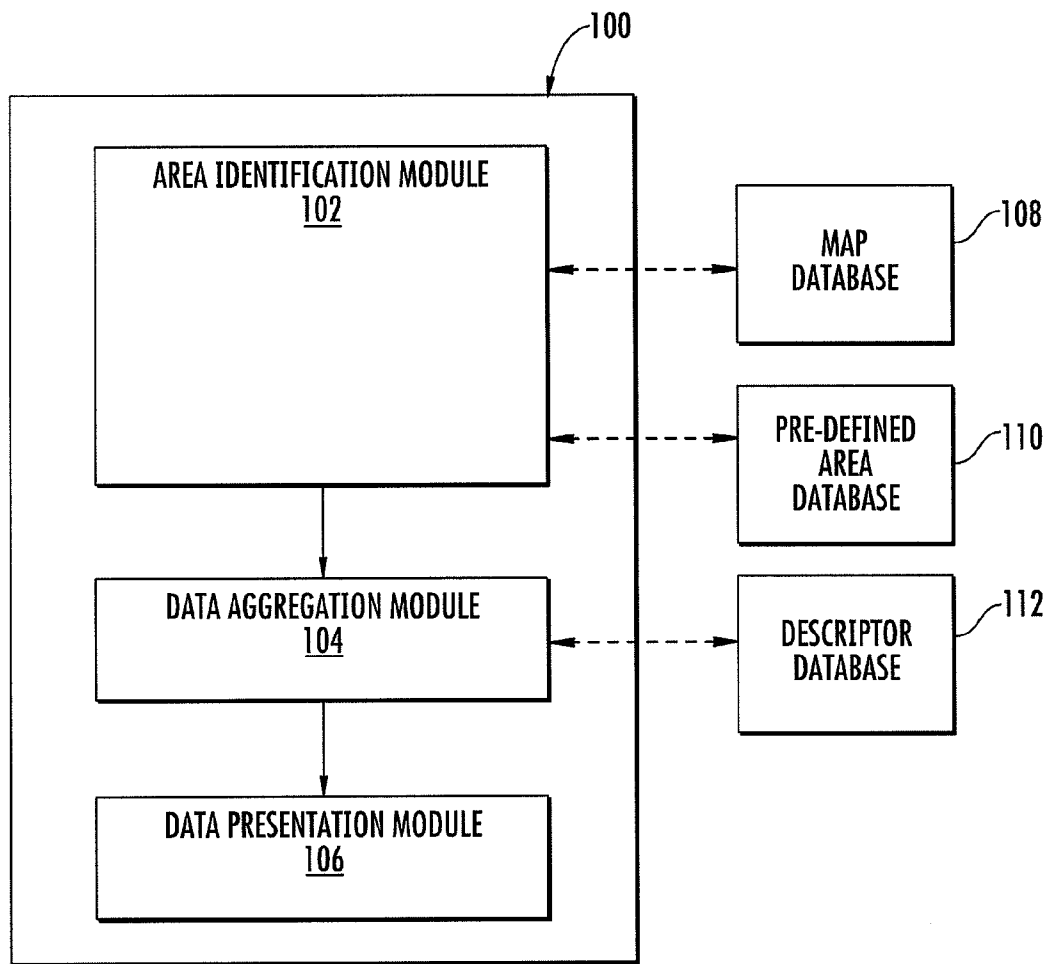 100
AREA IDENTIFICATION MODULE
102
MAP
DATABASE
108
PRE-DEFINED
AREA
DATABASE
110
DATA AGGREGATION MODULE
104
DESCRIPTOR
DATABASE
112
DATA PRESENTATION MODULE
106